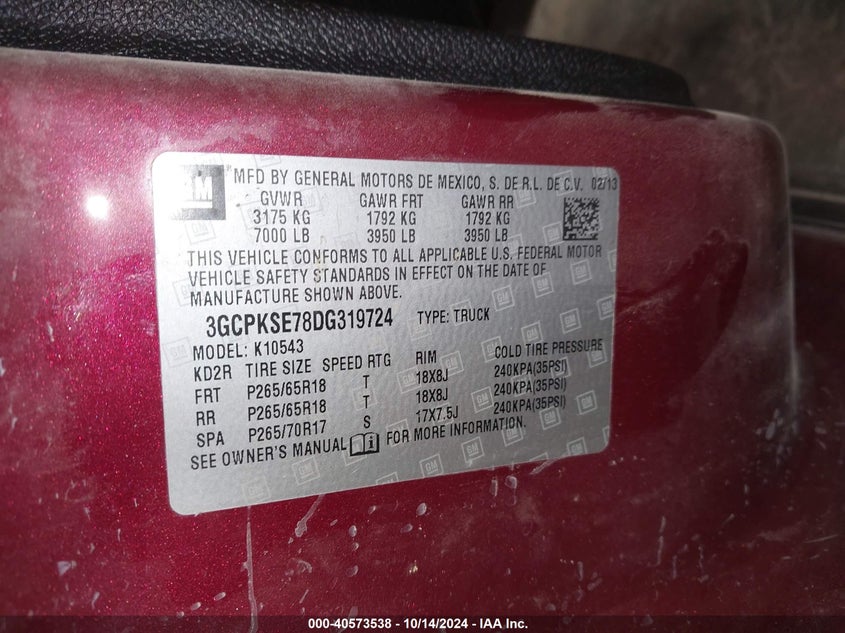 GM
MFD BY GENERAL MOTORS DE MEXICO, S. DE R.L. DE C.V. 02/13
GVWR GAWR FRT GAWR RR
3175 KG 1792 KG 1792 KG
7000 LB 3950 LB 3950 LB
THIS VEHICLE CONFORMS TO ALL APPLICABLE U.S. FEDERAL MOTOR
VEHICLE SAFETY STANDARDS IN EFFECT ON THE DATE OF
MANUFACTURE SHOWN ABOVE.
3GCPKSE78DG319724 TYPE: TRUCK
MODEL: K10543
KD2R TIRE SIZE SPEED RTG RIM COLD TIRE PRESSURE
FRT P265/65R18 T 18X8J 240KPA(35PSI)
RR P265/65R18 T 18X8J 240KPA(35PSI)
SPA P265/70R17 S 17X7.5J 240KPA(35PSI)
SEE OWNER'S MANUAL FOR MORE INFORMATION.
000-40573538 - 10/14/2024 - IAA Inc.